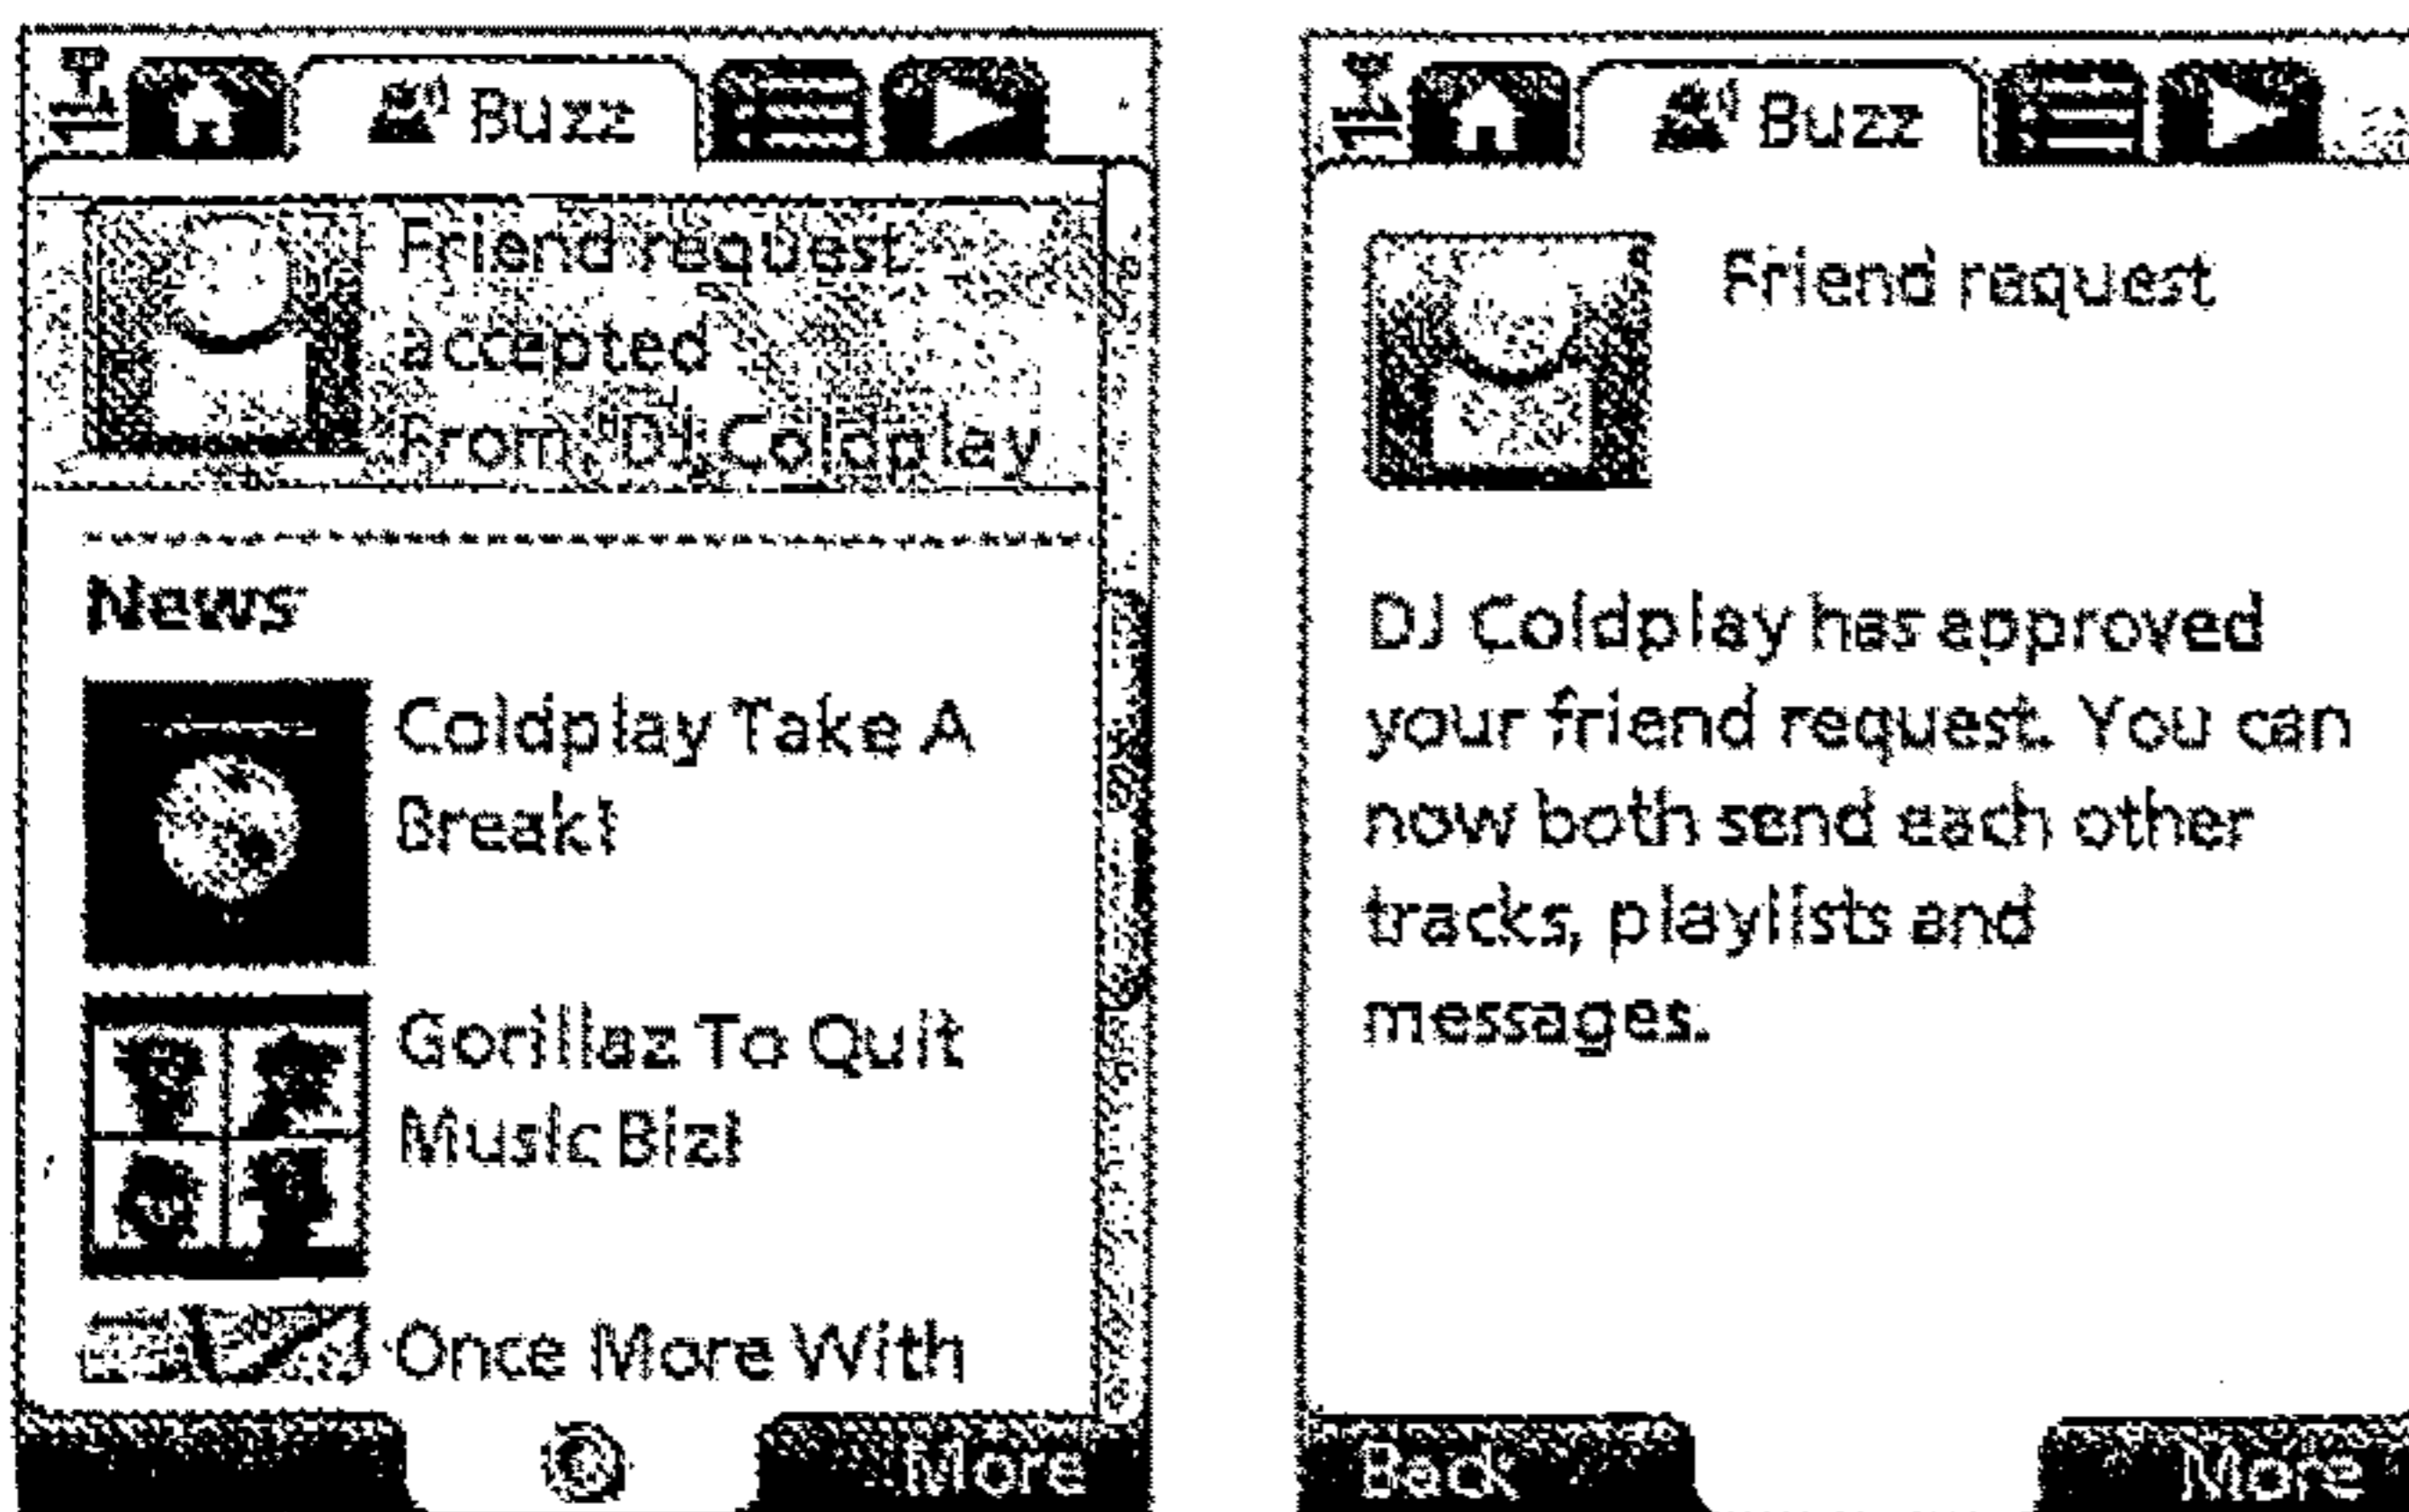 Buzz
Friend request
accepted
From "DJ Coldplay
News
Coldplay Take A
Break!
Gorillaz To Quit
Music Biz!
Once More With
More
Buzz
Friend request
DJ Coldplay has approved
your friend request. You can
now both send each other
tracks, playlists and
messages.
Back
More